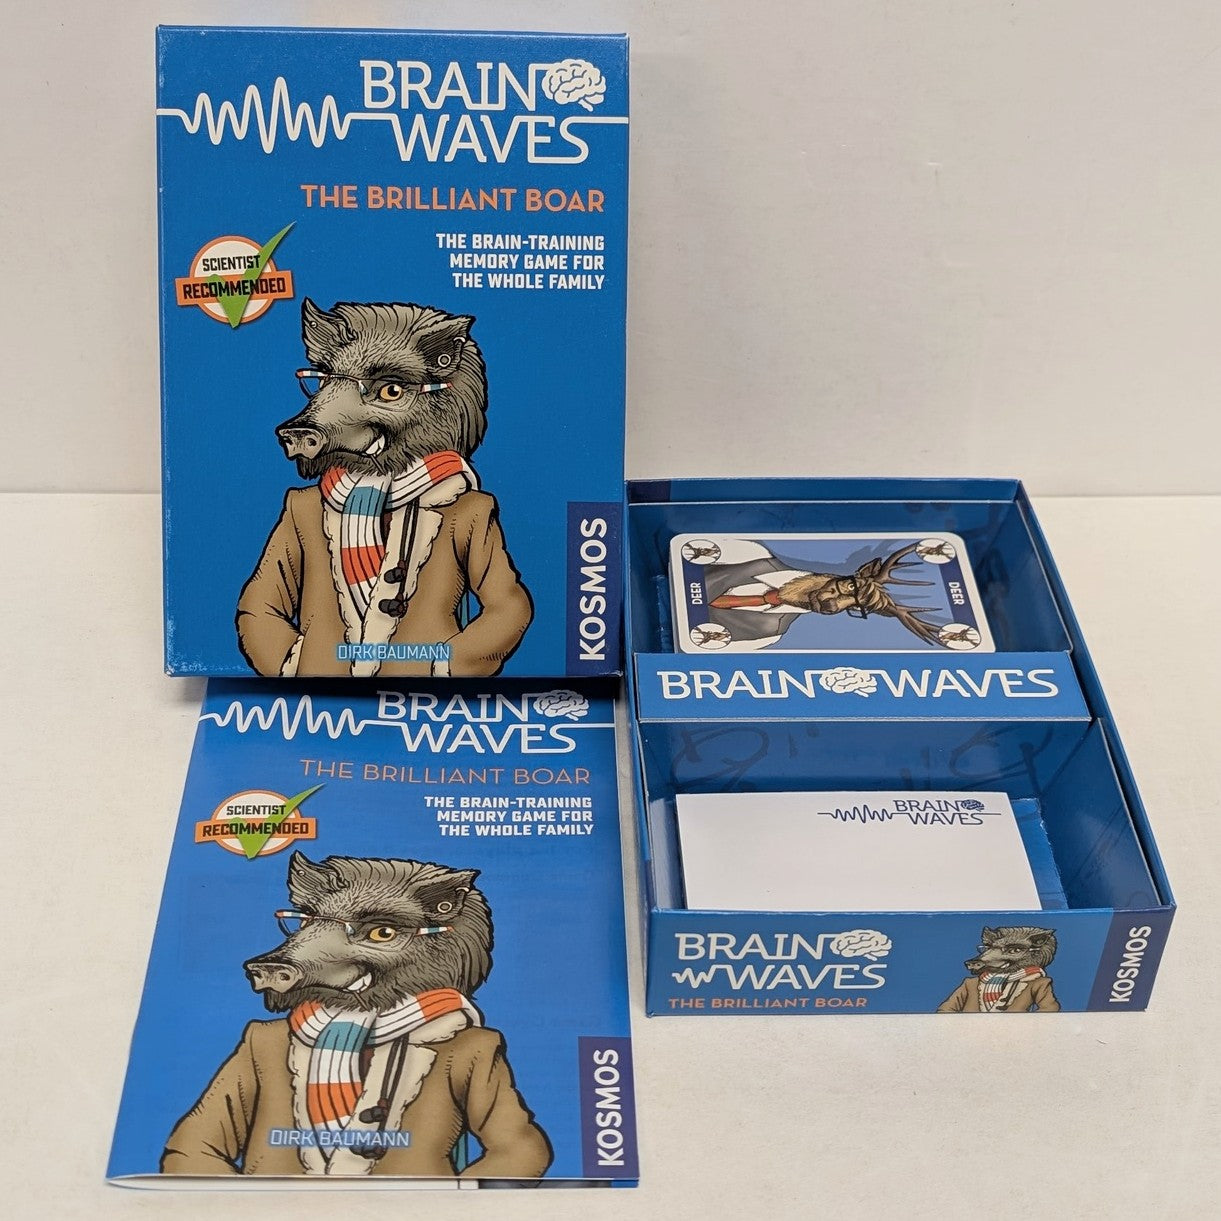 BRAIN
WAVES
THE BRILLIANT BOAR
THE BRAIN-TRAINING
MEMORY GAME FOR
THE WHOLE FAMILY
SCIENTIST
RECOMMENDED
DIRK BAUMANN
KOSMOS
DEER
DEER
BRAIN WAVES
BRAIN
WAVES
BRAIN
WAVES
THE BRILLIANT BOAR
KOSMOS
BRAIN
WAVES
THE BRILLIANT BOAR
THE BRAIN-TRAINING
MEMORY GAME FOR
THE WHOLE FAMILY
SCIENTIST
RECOMMENDED
DIRK BAUMANN
KOSMOS